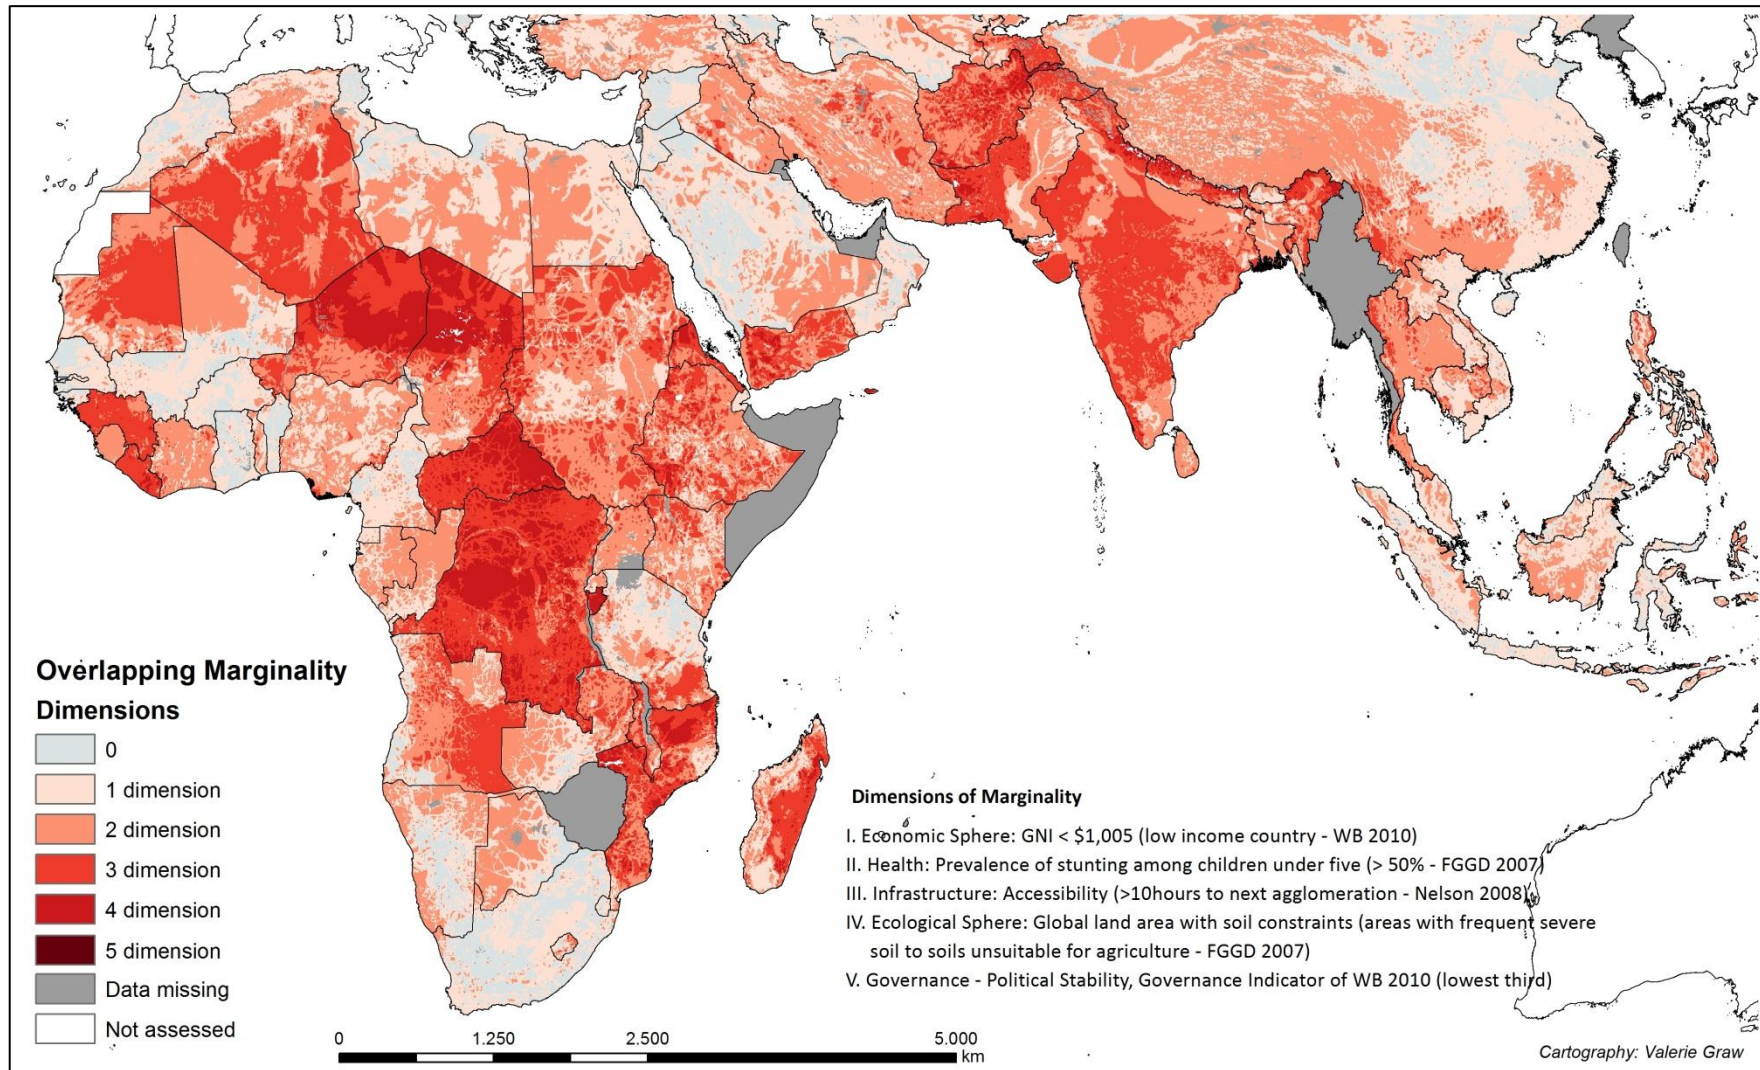 Overlapping Marginality
Dimensions
0
1 dimension
2 dimension
3 dimension
4 dimension
5 dimension
Data missing
Not assessed
0 1.250 2.500 5.000
km
Dimensions of Marginality
I. Economic Sphere: GNI < $1,005 (low income country - WB 2010)
II. Health: Prevalence of stunting among children under five (> 50% - FGGD 2007)
III. Infrastructure: Accessibility (>10hours to next agglomeration - Nelson 2008)
IV. Ecological Sphere: Global land area with soil constraints (areas with frequent severe
soil to soils unsuitable for agriculture - FGGD 2007)
V. Governance - Political Stability, Governance Indicator of WB 2010 (lowest third)
Cartography: Valerie Graw